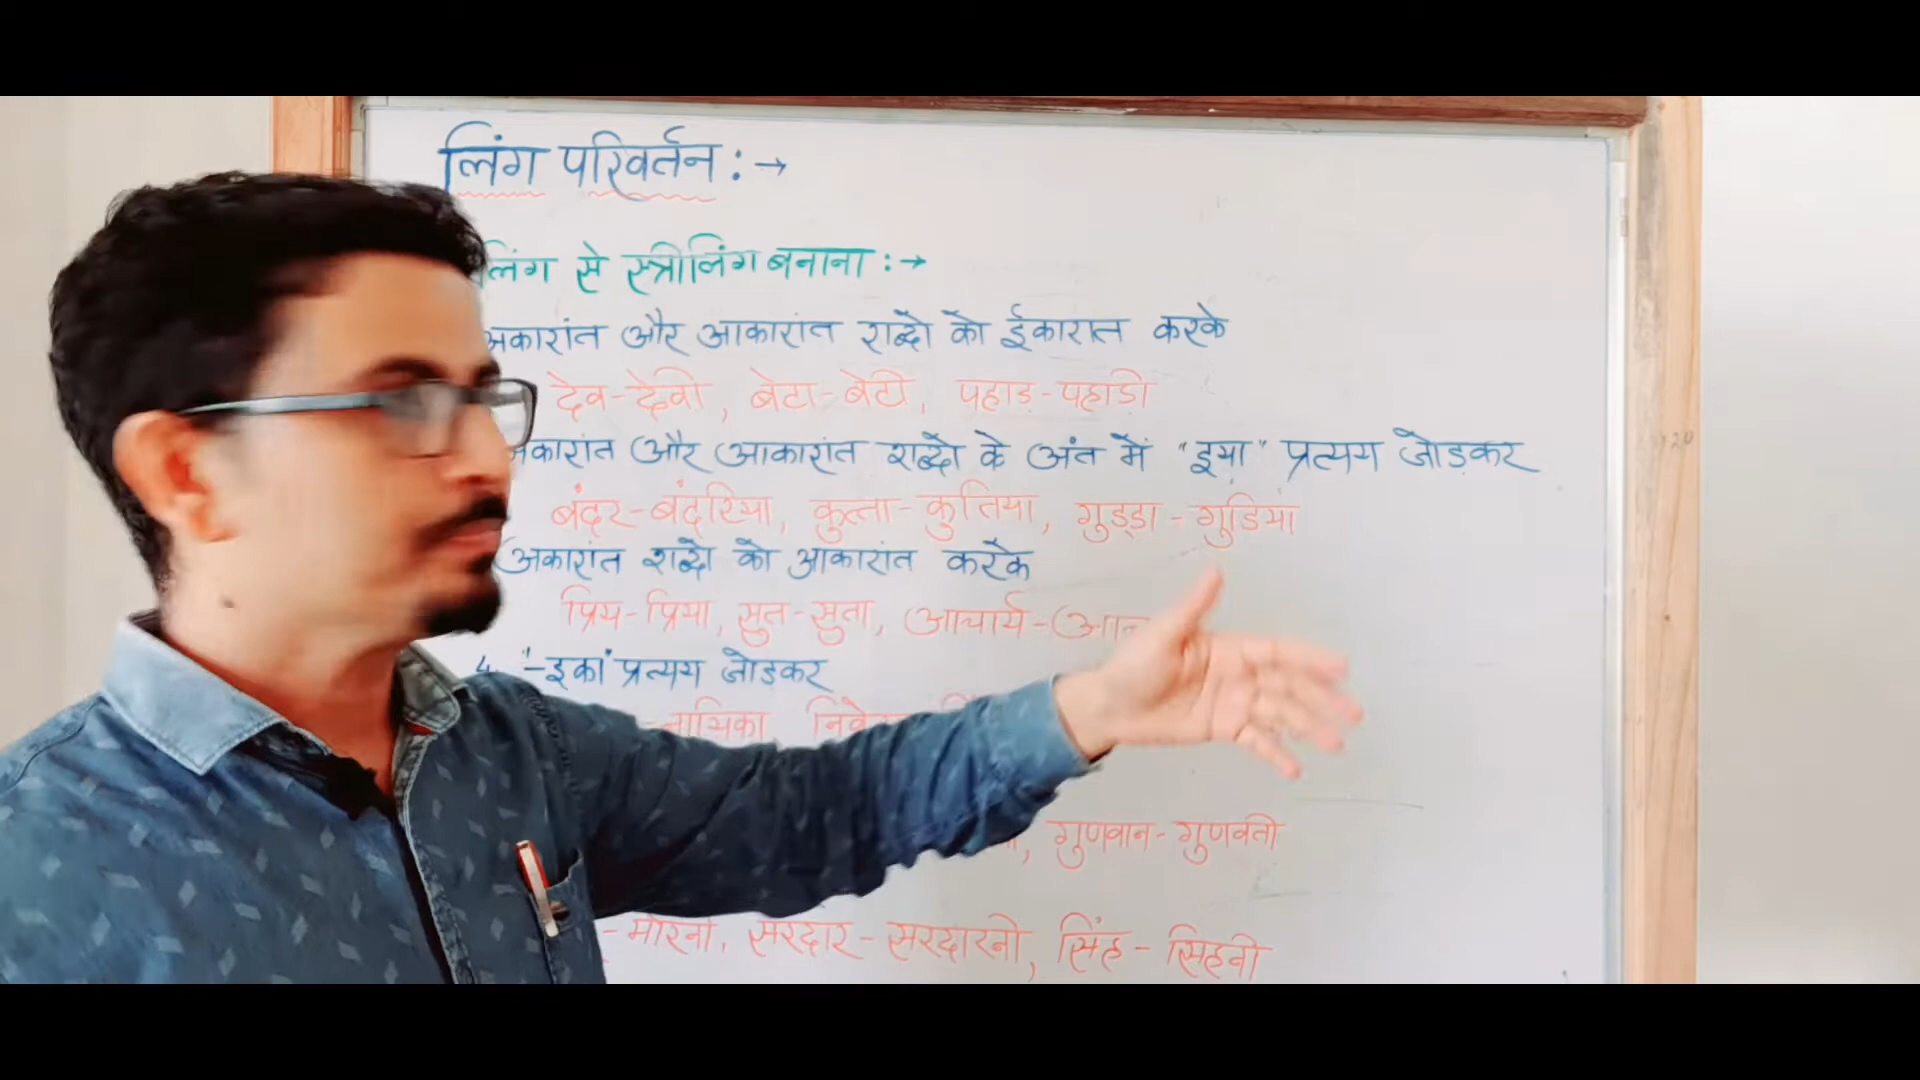 लिंग परिवर्तन :→
लिंग से स्त्रीलिंग बनाना :→
अकारांत और आकारांत शब्दों को ईकारात करके
देव-देवी, बेटा-बेटी, पहाड़-पहाड़ी
अकारांत और आकारांत शब्दों के अंत में "इया" प्रत्यय जोड़कर
बंदर-बंदरिया, कुत्ता-कुतिया, गुड्डा-गुडिया
अकारांत शब्दों को आकारांत करके
प्रिय-प्रिया, सुत-सुता, आचार्य-
4. "-इका" प्रत्यय जोड़कर
गुणवान-गुणवती
-मोरनी, सरदार-सरदारनी, सिंह-सिंहनी